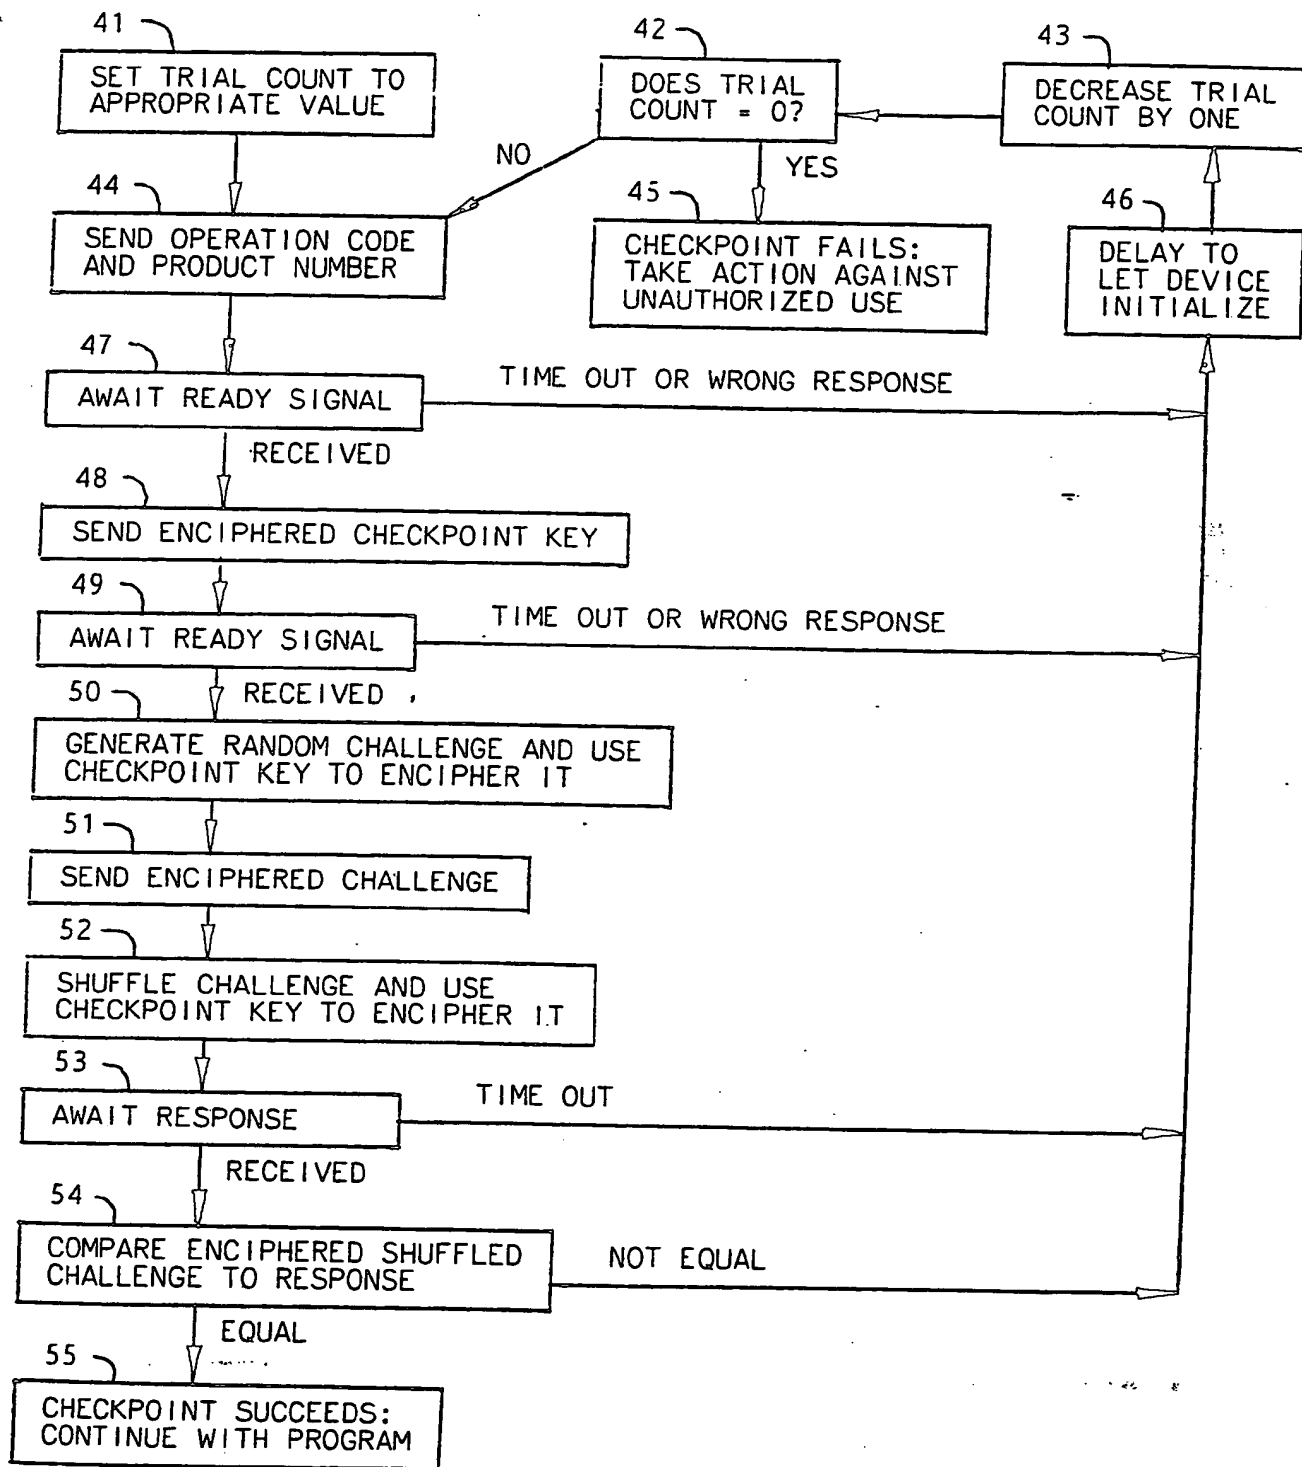 41
SET TRIAL COUNT TO
APPROPRIATE VALUE
42
DOES TRIAL
COUNT = 0?
43
DECREASE TRIAL
COUNT BY ONE
NO
YES
44
SEND OPERATION CODE
AND PRODUCT NUMBER
45
CHECKPOINT FAILS:
TAKE ACTION AGAINST
UNAUTHORIZED USE
46
DELAY TO
LET DEVICE
INITIALIZE
47
AWAIT READY SIGNAL
TIME OUT OR WRONG RESPONSE
RECEIVED
48
SEND ENCIPHERED CHECKPOINT KEY
49
AWAIT READY SIGNAL
TIME OUT OR WRONG RESPONSE
RECEIVED
50
GENERATE RANDOM CHALLENGE AND USE
CHECKPOINT KEY TO ENCIPHER IT
51
SEND ENCIPHERED CHALLENGE
52
SHUFFLE CHALLENGE AND USE
CHECKPOINT KEY TO ENCIPHER IT
53
AWAIT RESPONSE
TIME OUT
RECEIVED
54
COMPARE ENCIPHERED SHUFFLED
CHALLENGE TO RESPONSE
NOT EQUAL
EQUAL
55
CHECKPOINT SUCCEEDS:
CONTINUE WITH PROGRAM